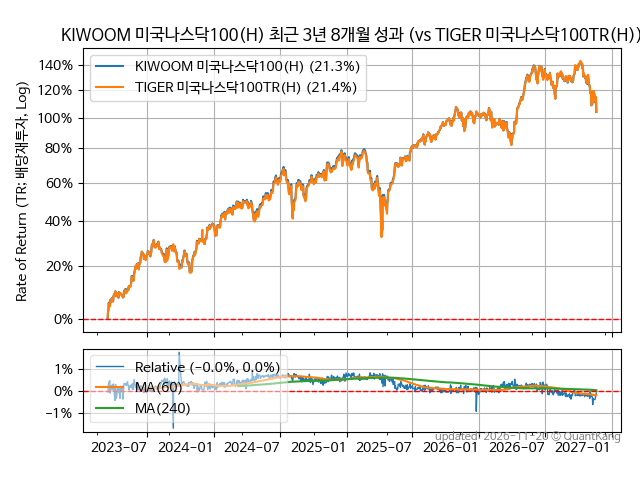 KIWOOM 미국나스닥100(H) 최근 3년 8개월 성과 (vs TIGER 미국나스닥100TR(H))
Rate of Return (TR: 배당재투자, Log)
140%
120%
100%
80%
60%
40%
20%
0%
KIWOOM 미국나스닥100(H) (21.3%)
TIGER 미국나스닥100TR(H) (21.4%)
1%
0%
−1%
Relative (−0.0%, 0.0%)
MA(60)
MA(240)
updated: 2026-11-20 © QuantKang
2023-07 2024-01 2024-07 2025-01 2025-07 2026-01 2026-07 2027-01